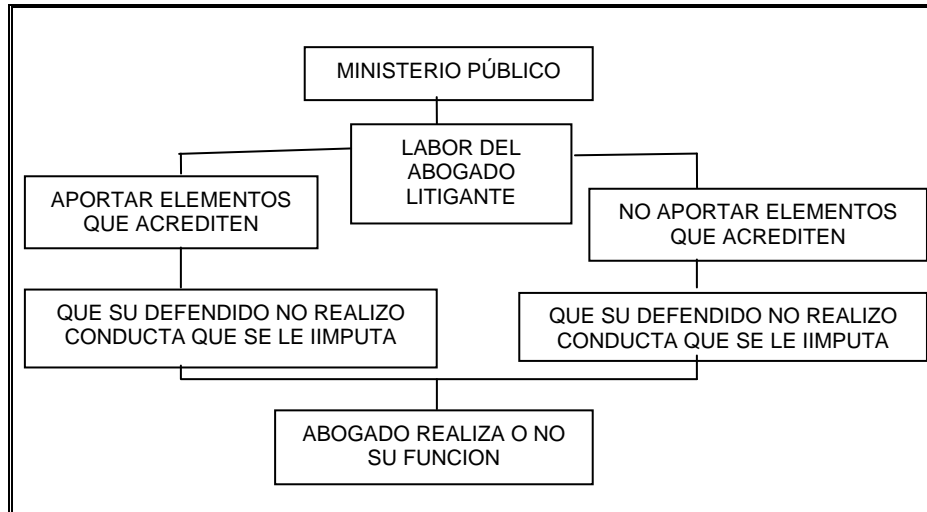 MINISTERIO PÚBLICO
LABOR DEL
ABOGADO
LITIGANTE
APORTAR ELEMENTOS
QUE ACREDITEN
NO APORTAR ELEMENTOS
QUE ACREDITEN
QUE SU DEFENDIDO NO REALIZO
CONDUCTA QUE SE LE IIMPUTA
QUE SU DEFENDIDO NO REALIZO
CONDUCTA QUE SE LE IIMPUTA
ABOGADO REALIZA O NO
SU FUNCION